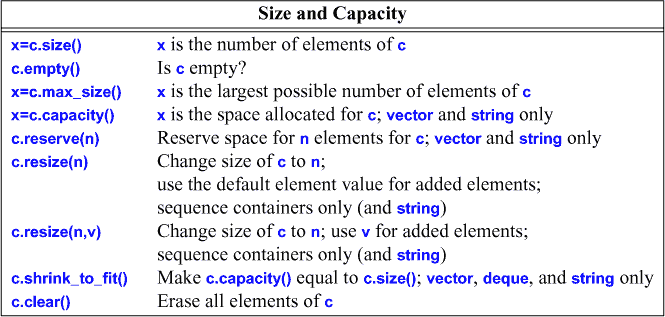 Size and Capacity
x=c.size() x is the number of elements of c
c.empty() Is c empty?
x=c.max_size() x is the largest possible number of elements of c
x=c.capacity() x is the space allocated for c; vector and string only
c.reserve(n) Reserve space for n elements for c; vector and string only
c.resize(n) Change size of c to n;
use the default element value for added elements;
sequence containers only (and string)
c.resize(n,v) Change size of c to n; use v for added elements;
sequence containers only (and string)
c.shrink_to_fit() Make c.capacity() equal to c.size(); vector, deque, and string only
c.clear() Erase all elements of c